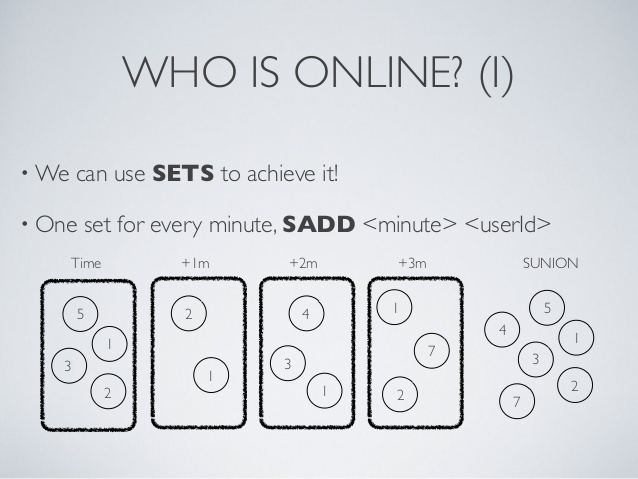 WHO IS ONLINE? (I)
• We can use SETS to achieve it!
• One set for every minute, SADD <minute> <userId>
Time +1m +2m +3m SUNION
5 1 3 2
2 1
4 3 1
1 7 2
5 4 1 3 2 7